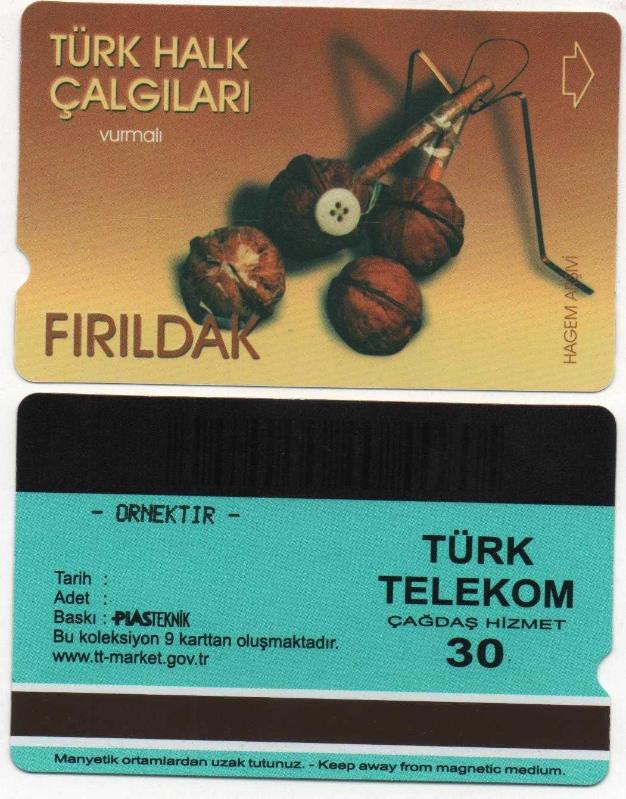 TÜRK HALK
ÇALGILARI
vurmalı
FIRILDAK
HAGEM ARŞİVİ
- ORNEKTIR -
Tarih :
Adet :
Baskı : PLASTEKNİK
Bu koleksiyon 9 karttan oluşmaktadır.
www.tt-market.gov.tr
TÜRK
TELEKOM
ÇAĞDAŞ HİZMET
30
Manyetik ortamlardan uzak tutunuz. - Keep away from magnetic medium.